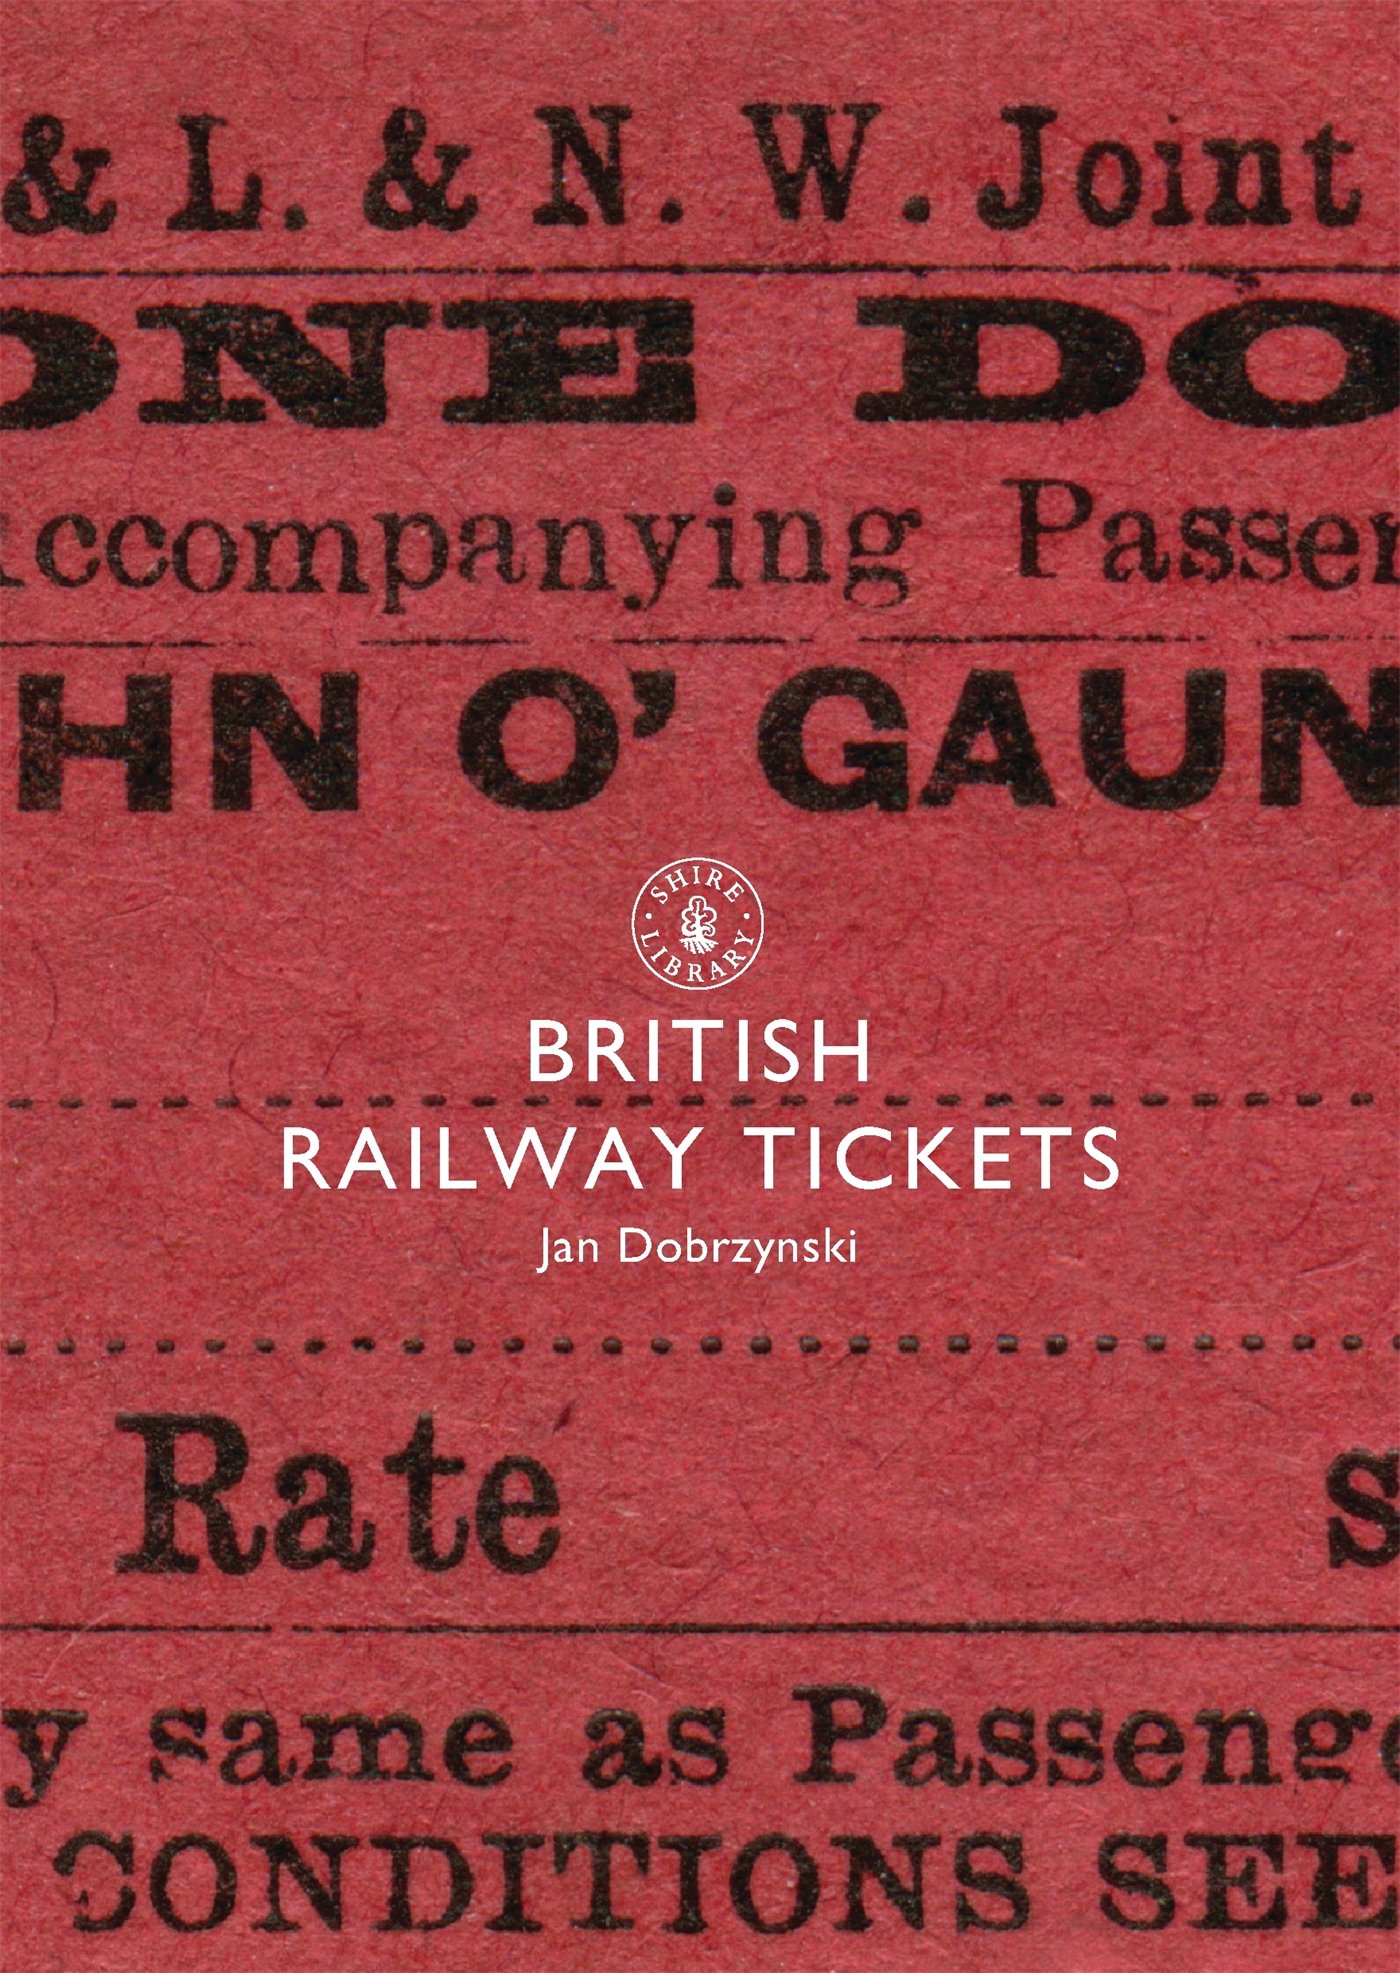 & L. & N. W. Joint
ONE DO
ccompanying Passen
HN O' GAUN
SHIRE
LIBRARY
BRITISH
RAILWAY TICKETS
Jan Dobrzynski
Rate s
y same as Passenge
CONDITIONS SEE